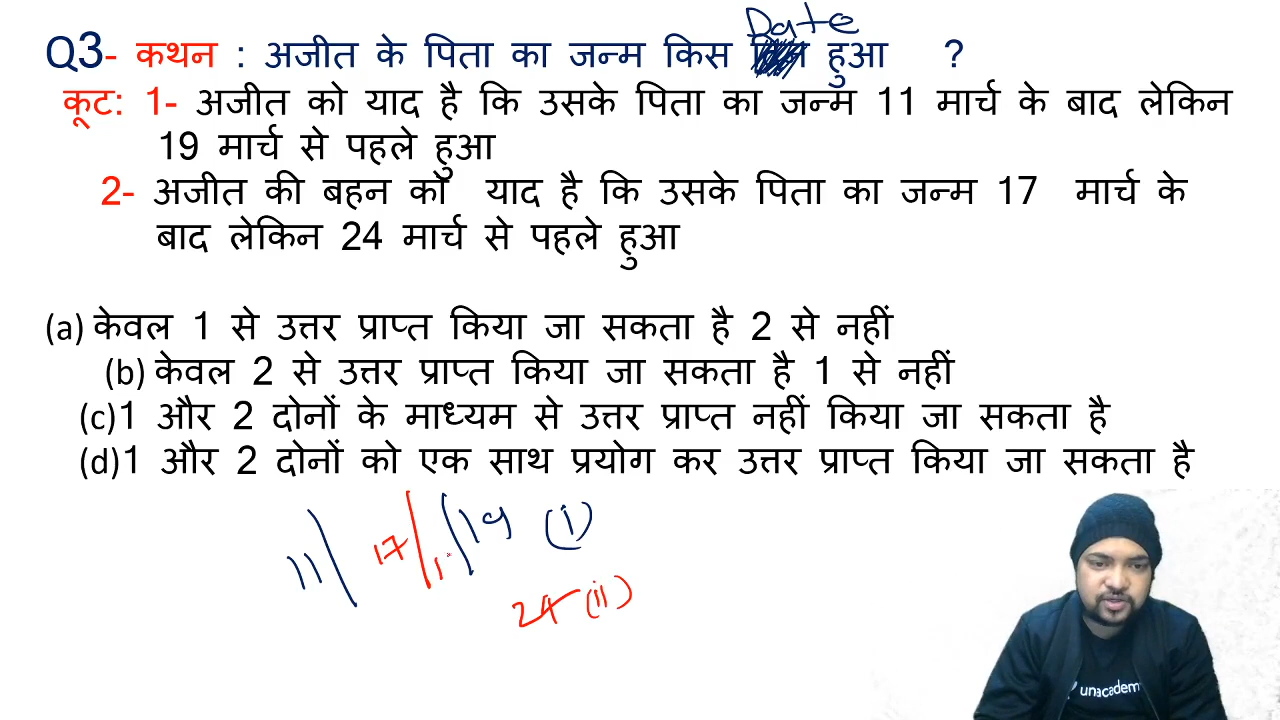 Date
Q3- कथन : अजीत के पिता का जन्म किस हुआ ?
कूट: 1- अजीत को याद है कि उसके पिता का जन्म 11 मार्च के बाद लेकिन
19 मार्च से पहले हुआ
2- अजीत की बहन को याद है कि उसके पिता का जन्म 17 मार्च के
बाद लेकिन 24 मार्च से पहले हुआ
(a) केवल 1 से उत्तर प्राप्त किया जा सकता है 2 से नहीं
(b) केवल 2 से उत्तर प्राप्त किया जा सकता है 1 से नहीं
(c)1 और 2 दोनों के माध्यम से उत्तर प्राप्त नहीं किया जा सकता है
(d)1 और 2 दोनों को एक साथ प्रयोग कर उत्तर प्राप्त किया जा सकता है
11 17 1 19 (i)
24 (ii)
unacadem